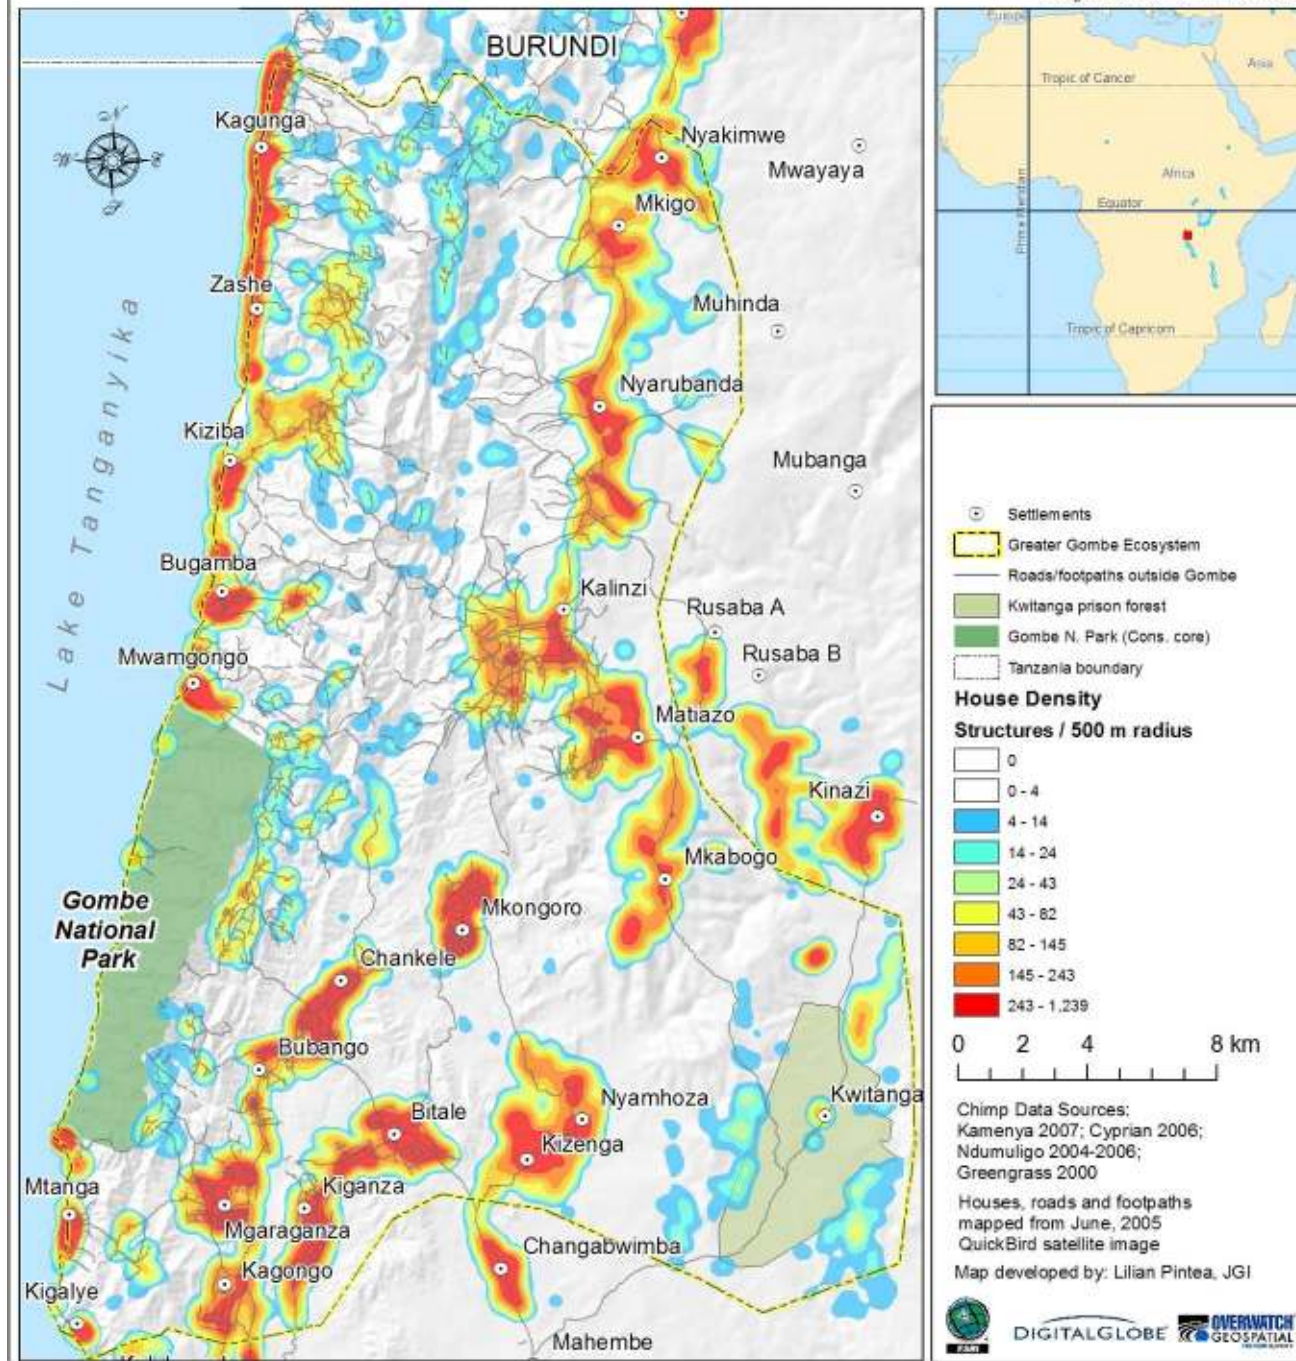 BURUNDI
Kagunga
Nyakimwe
Mwayaya
Mkigo
Zashe
Muhinda
Nyarubanda
Kiziba
Mubanga
Lake Tanganyika
Bugamba
Kalinzi
Rusaba A
Mwamgongo
Rusaba B
Matiazo
Kinazi
Mkabogo
Gombe
National
Park
Mkongoro
Chankele
Bubango
Kwitanga
Nyamhoza
Bitale
Kizenga
Mtanga
Kiganza
Mgaraganza
Changabwimba
Kagongo
Kigalye
Mahembe
Europe
Asia
Tropic of Cancer
Africa
Equator
Prime Meridian
Tropic of Capricorn
Settlements
Greater Gombe Ecosystem
Roads/footpaths outside Gombe
Kwitanga prison forest
Gombe N. Park (Cons. core)
Tanzania boundary
House Density
Structures / 500 m radius
0
0 - 4
4 - 14
14 - 24
24 - 43
43 - 82
82 - 145
145 - 243
243 - 1,239
0 2 4 8 km
Chimp Data Sources:
Kamenya 2007; Cyprian 2006;
Ndumuligo 2004-2006;
Greengrass 2000
Houses, roads and footpaths
mapped from June, 2005
QuickBird satellite image
Map developed by: Lilian Pintea, JGI
ESRI
DIGITALGLOBE
OVERWATCH
GEOSPATIAL